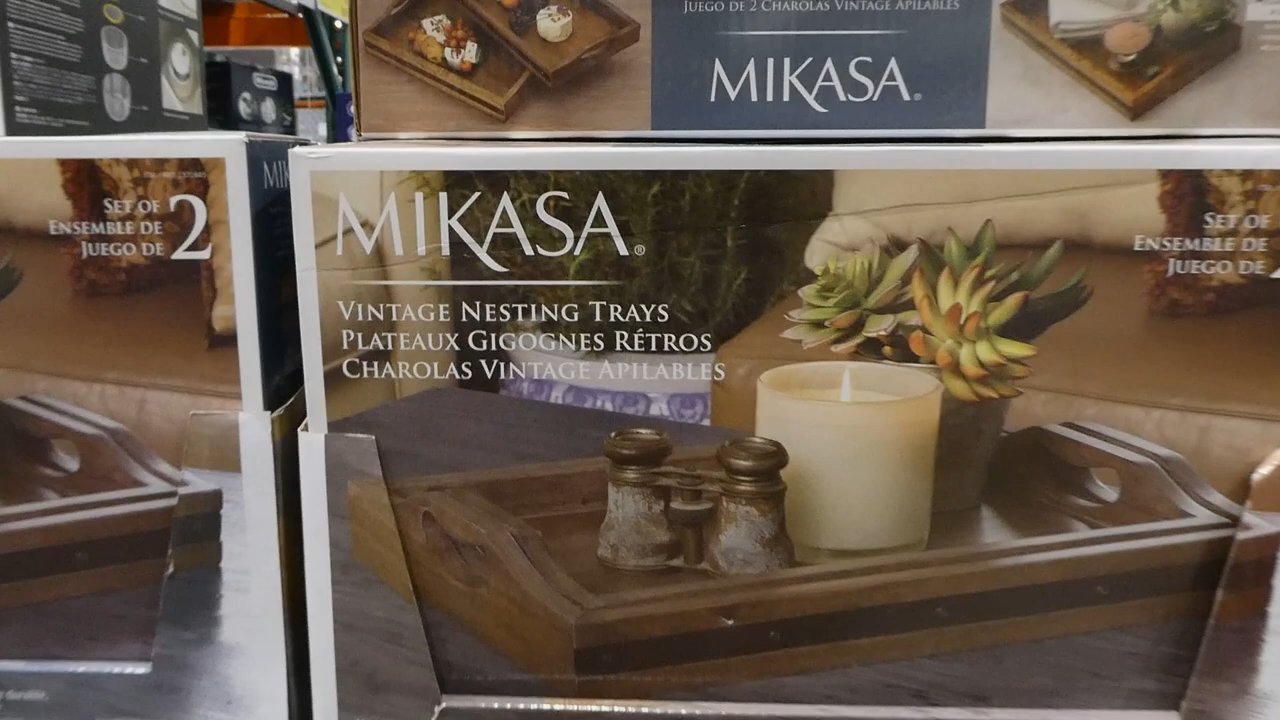 JUEGO DE 2 CHAROLAS VINTAGE APILABLES
MIKASA®
SET OF
ENSEMBLE DE
JUEGO DE
2
MIK
MIKASA®
VINTAGE NESTING TRAYS
PLATEAUX GIGOGNES RÉTROS
CHAROLAS VINTAGE APILABLES
SET OF
ENSEMBLE DE
JUEGO DE